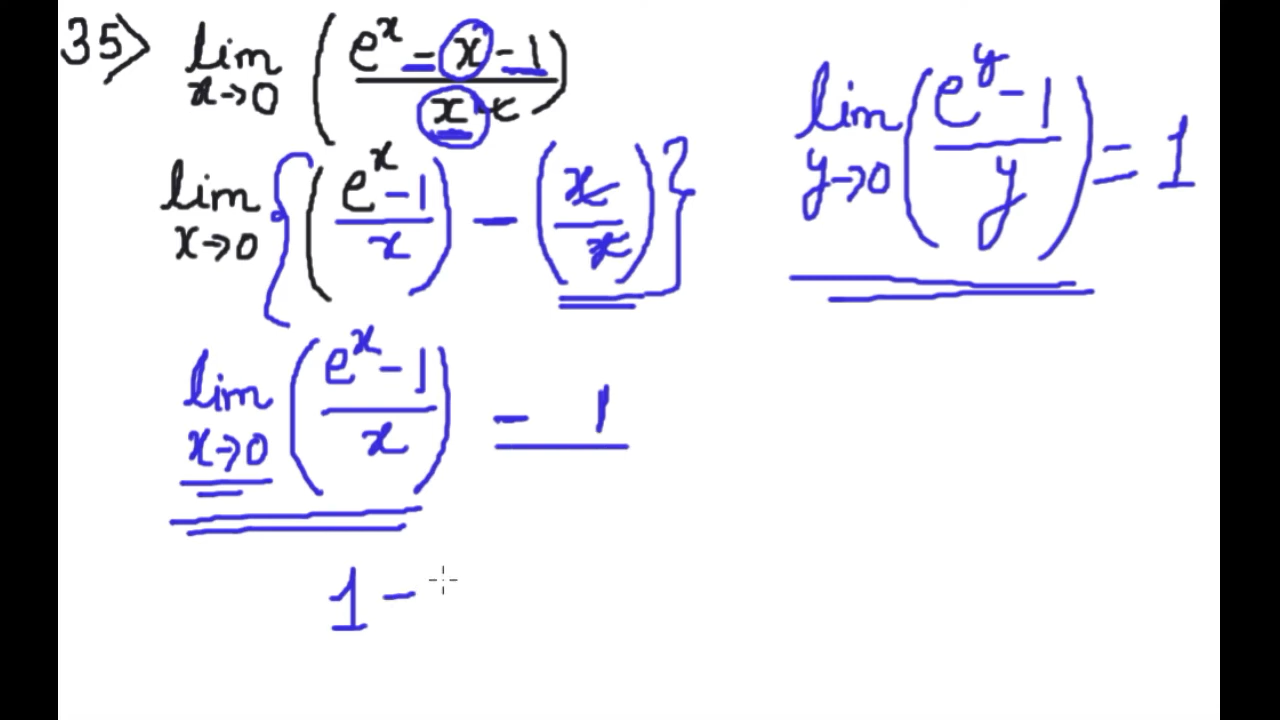 35> lim x→0 ( (e^x - x - 1) / x )
lim x→0 { ( (e^x - 1) / x ) - ( x / x ) }
lim x→0 ( (e^x - 1) / x ) - 1
1 -
lim y→0 ( (e^y - 1) / y ) = 1